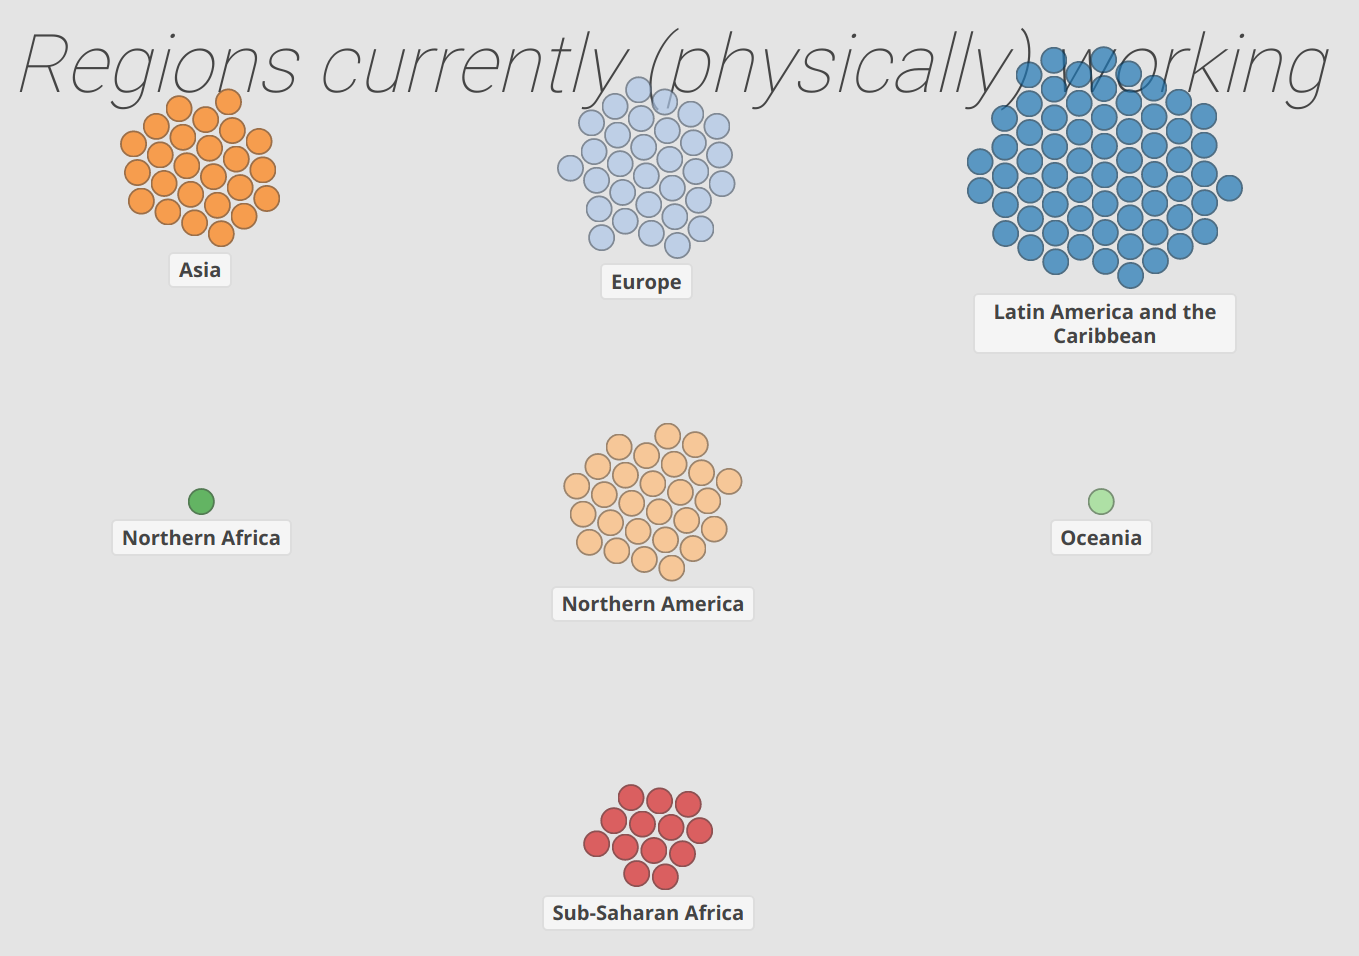 Regions currently (physically) working
Asia
Europe
Latin America and the
Caribbean
Northern Africa
Oceania
Northern America
Sub-Saharan Africa